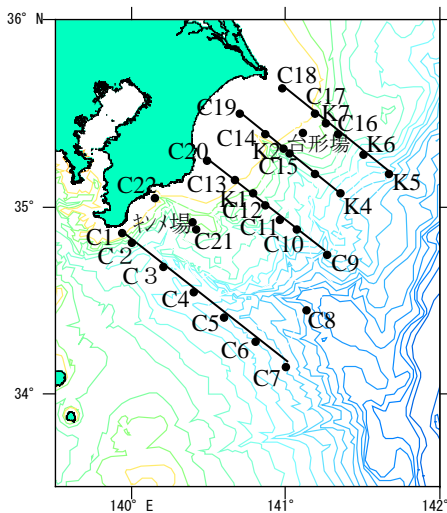 36° N
C18
C19
C17
K7
C14
C16
台形場
K2
K6
C20
C15
C13
K5
C22
K1
K4
C12
ｷﾝﾒ場
C11
35°
C1
C21
C10
C２
C9
C３
C4
C8
C5
C6
34°
C7
140° E
141°
142°